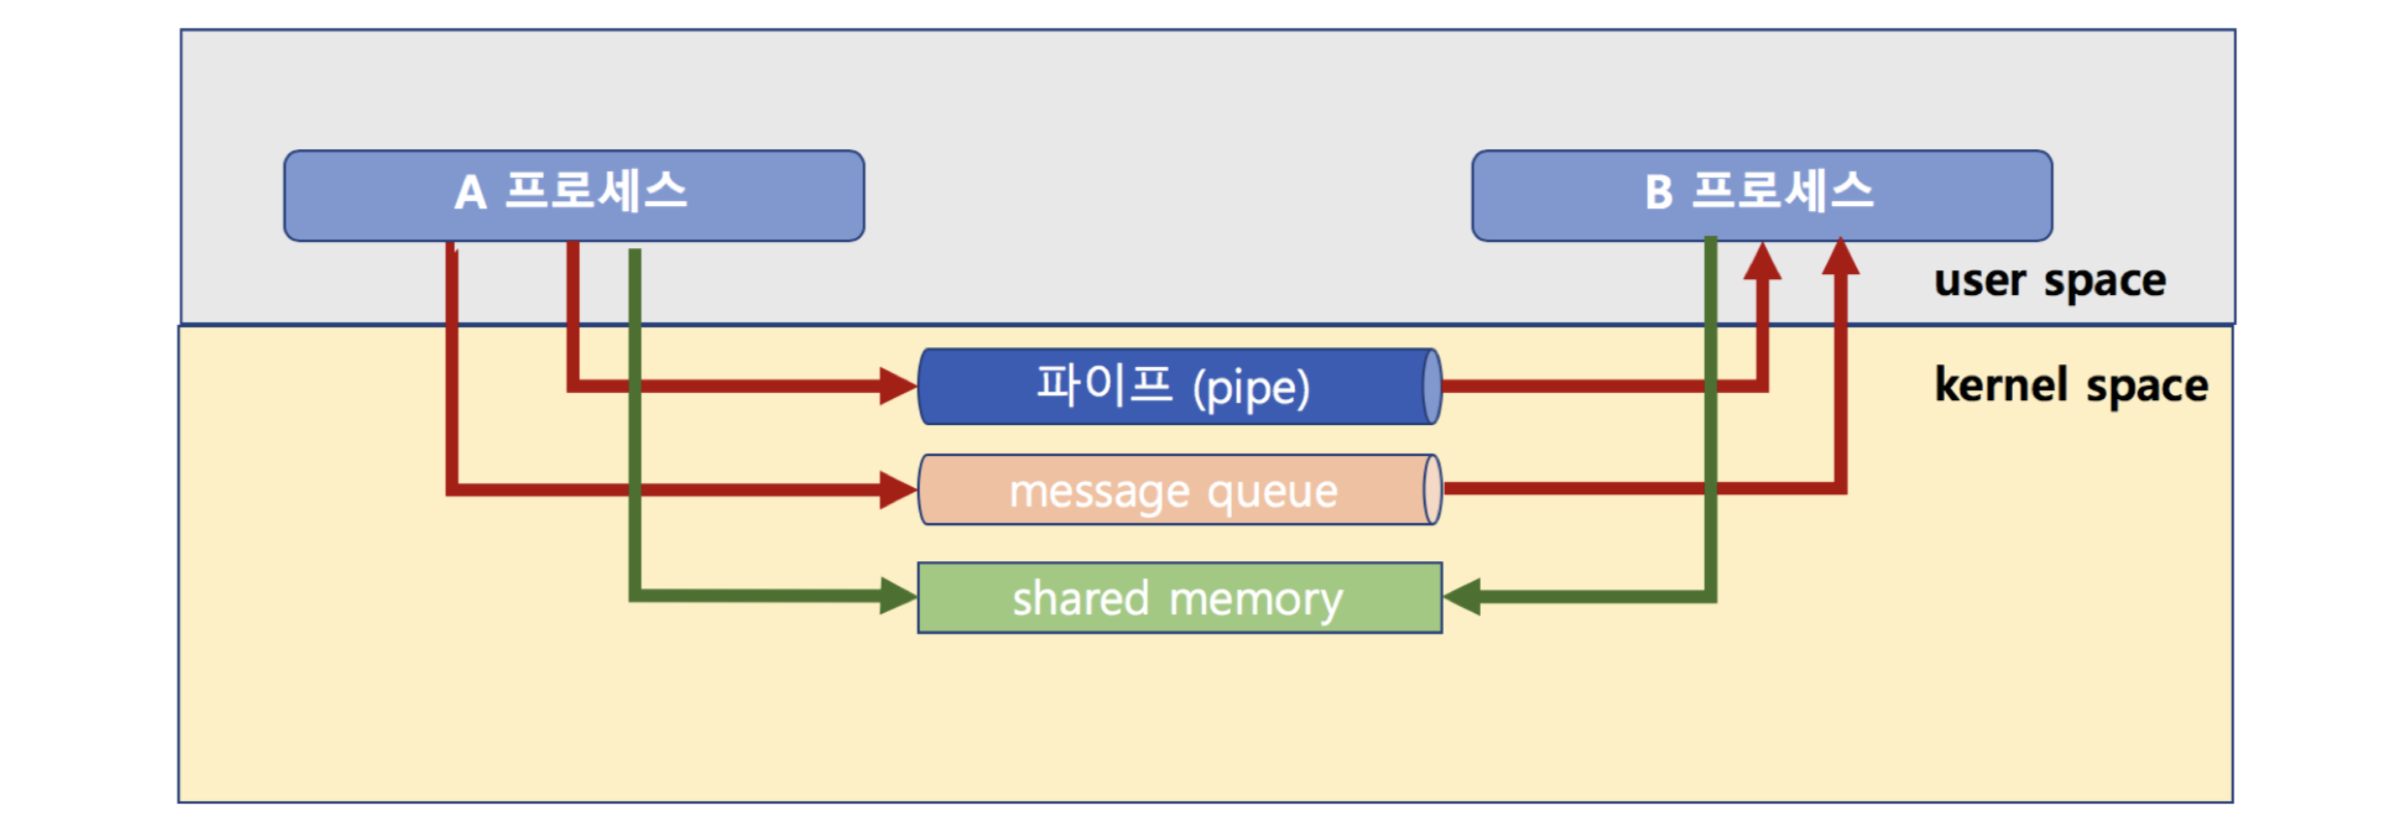 A 프로세스
B 프로세스
user space
파이프 (pipe)
kernel space
message queue
shared memory